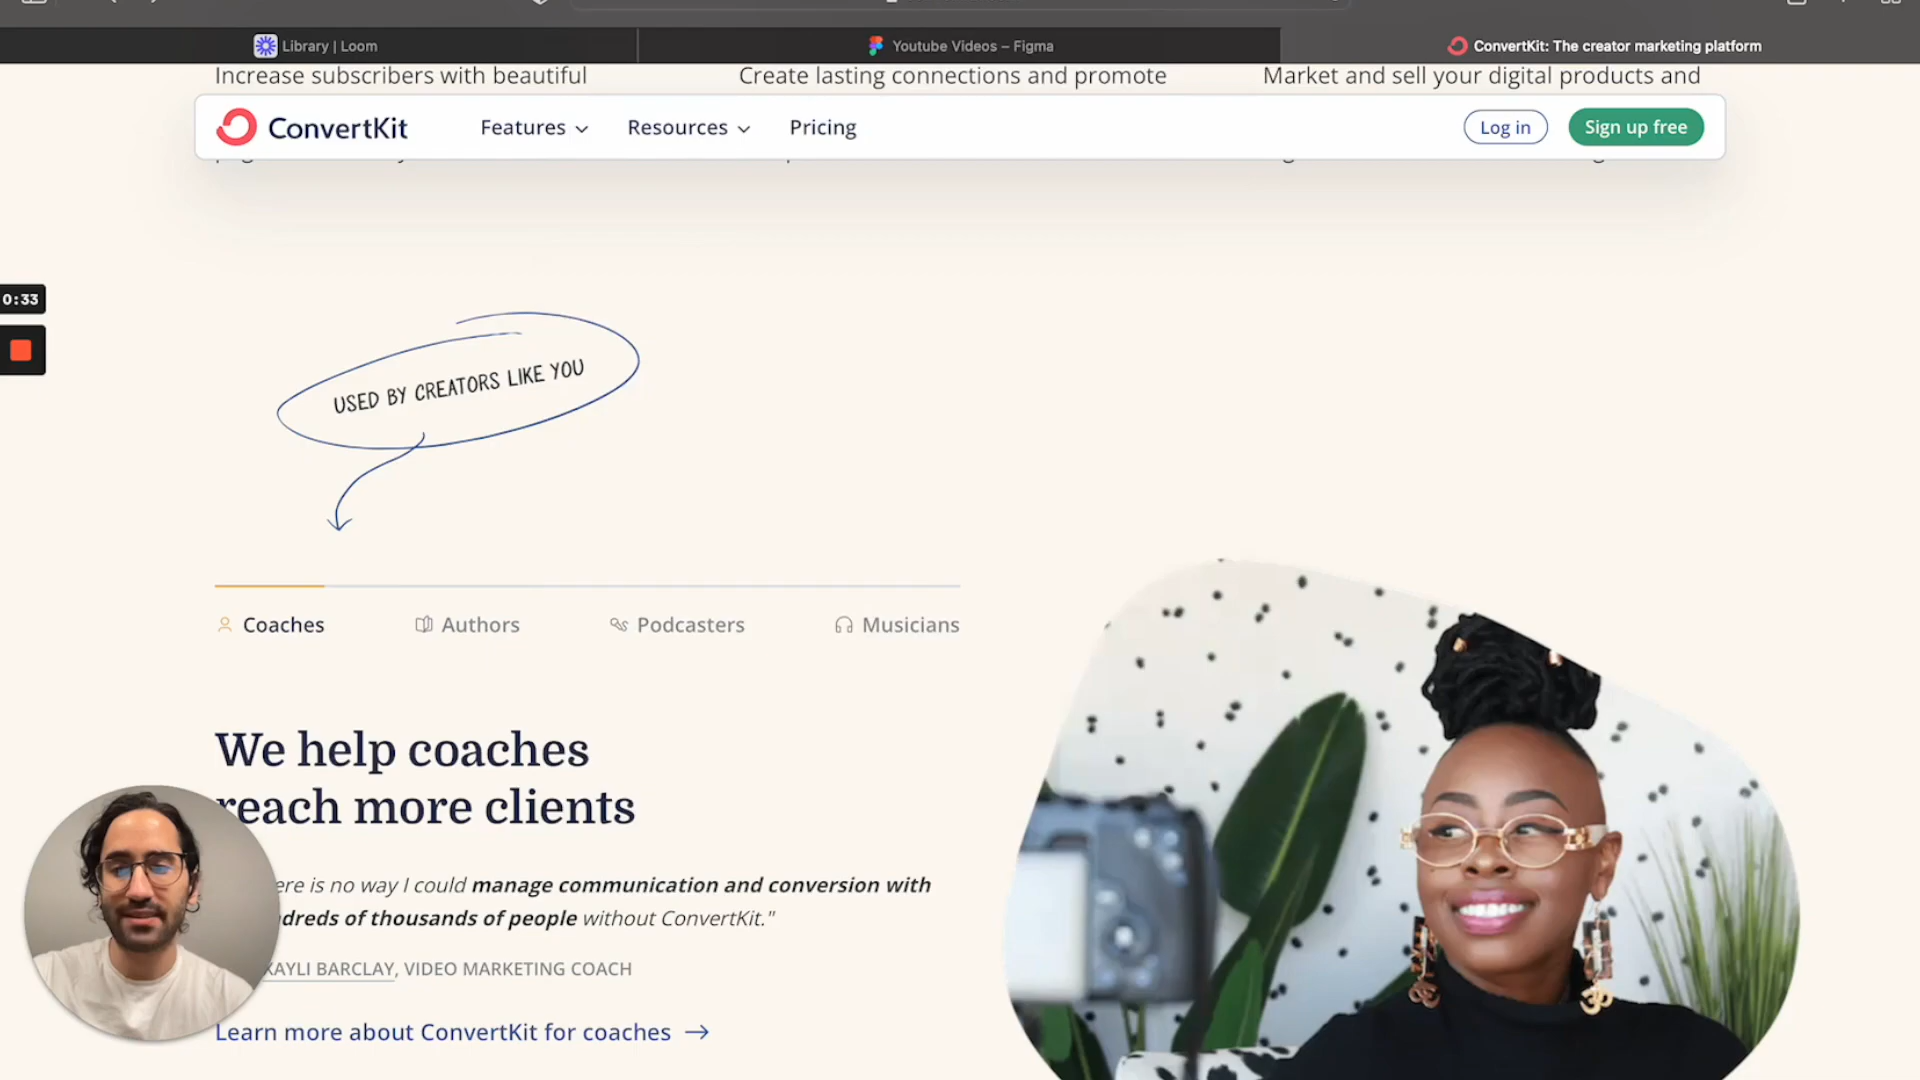 Library | Loom
Youtube Videos – Figma
ConvertKit: The creator marketing platform
Increase subscribers with beautiful
Create lasting connections and promote
Market and sell your digital products and
ConvertKit
Features
Resources
Pricing
Log in
Sign up free
0:33
USED BY CREATORS LIKE YOU
Coaches
Authors
Podcasters
Musicians
We help coaches
reach more clients
is no way I could manage communication and conversion with
of thousands of people without ConvertKit."
KAYLI BARCLAY, VIDEO MARKETING COACH
Learn more about ConvertKit for coaches